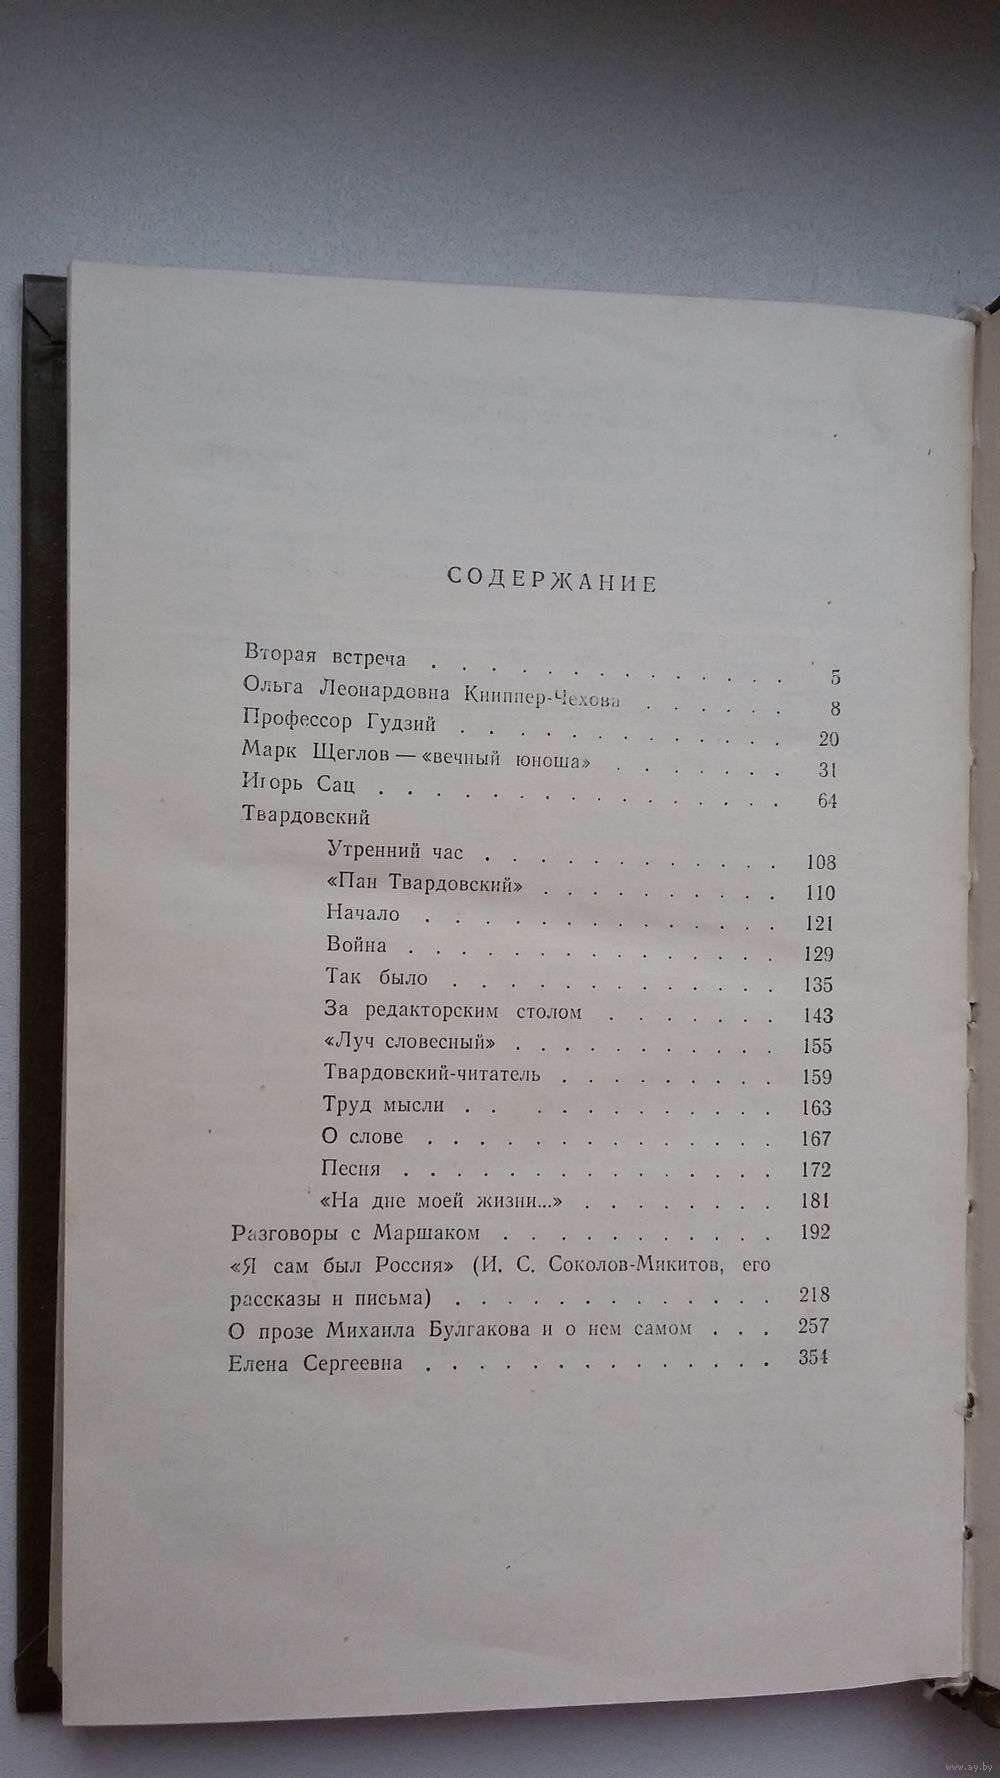 СОДЕРЖАНИЕ
Вторая встреча . . . . . . . . . . . . . 5
Ольга Леонардовна Книппер-Чехова . . . . . . 8
Профессор Гудзий . . . . . . . . . . . . 20
Марк Щеглов — «вечный юноша» . . . . . . . 31
Игорь Сац . . . . . . . . . . . . . . . 64
Твардовский
Утренний час . . . . . . . . . . . 108
«Пан Твардовский» . . . . . . . . . 110
Начало . . . . . . . . . . . . . 121
Война . . . . . . . . . . . . . . 129
Так было . . . . . . . . . . . . 135
За редакторским столом . . . . . . . 143
«Луч словесный» . . . . . . . . . . 155
Твардовский-читатель . . . . . . . . 159
Труд мысли . . . . . . . . . . . 163
О слове . . . . . . . . . . . . . 167
Песня . . . . . . . . . . . . . . 172
«На дне моей жизни...» . . . . . . . . 181
Разговоры с Маршаком . . . . . . . . . . . 192
«Я сам был Россия» (И. С. Соколов-Микитов, его
рассказы и письма) . . . . . . . . . . . . . 218
О прозе Михаила Булгакова и о нем самом . . . 257
Елена Сергеевна . . . . . . . . . . . . . . 354
www.ay.by